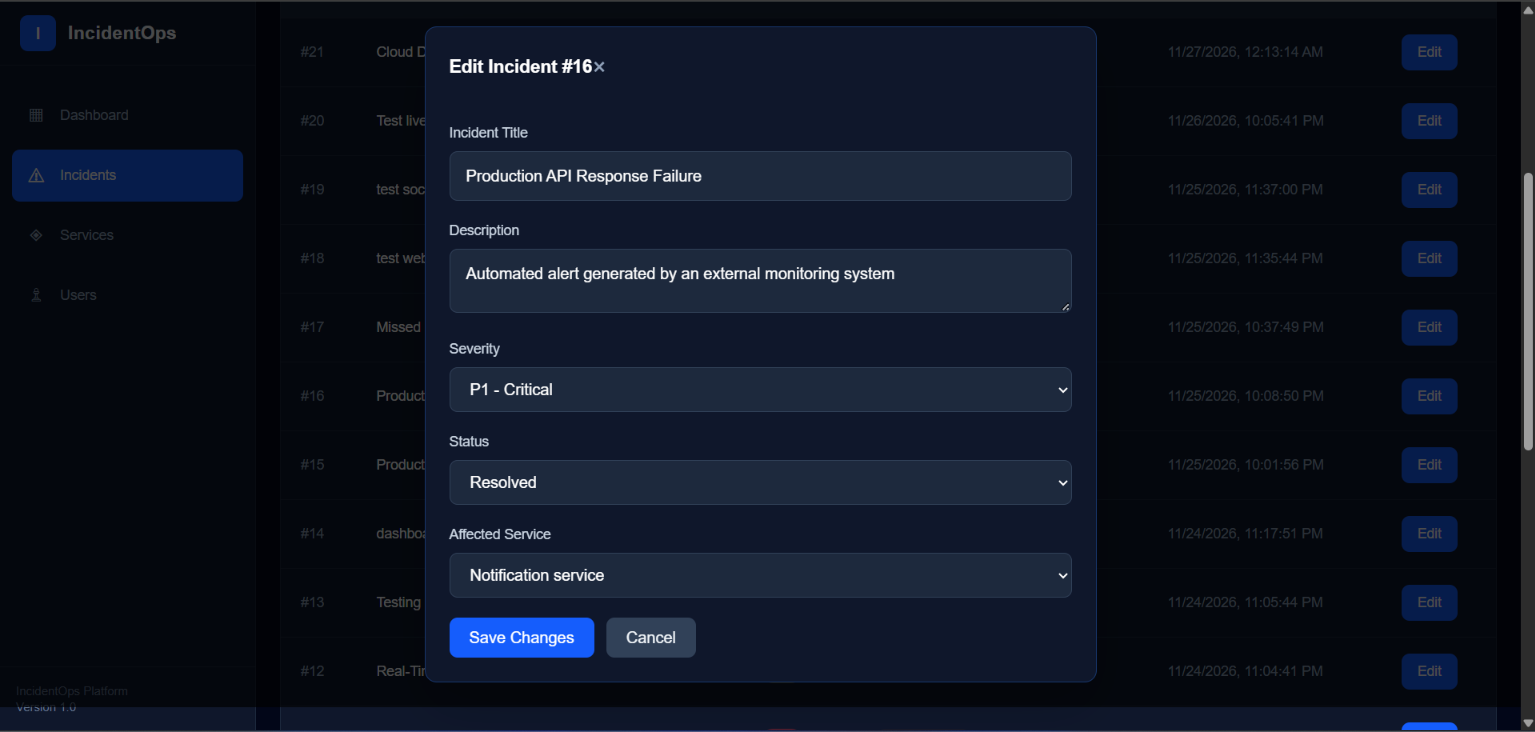 I IncidentOps
Dashboard
Incidents
Services
Users
IncidentOps Platform
Version 1.0
#21 Cloud D 11/27/2026, 12:13:14 AM Edit
#20 Test live 11/26/2026, 10:05:41 PM Edit
#19 test soc 11/25/2026, 11:37:00 PM Edit
#18 test web 11/25/2026, 11:35:44 PM Edit
#17 Missed 11/25/2026, 10:37:49 PM Edit
#16 Product 11/25/2026, 10:08:50 PM Edit
#15 Product 11/25/2026, 10:01:56 PM Edit
#14 dashboa 11/24/2026, 11:17:51 PM Edit
#13 Testing 11/24/2026, 11:05:44 PM Edit
#12 Real-Tir 11/24/2026, 11:04:41 PM Edit
Edit Incident #16×
Incident Title
Production API Response Failure
Description
Automated alert generated by an external monitoring system
Severity
P1 - Critical
Status
Resolved
Affected Service
Notification service
Save Changes Cancel